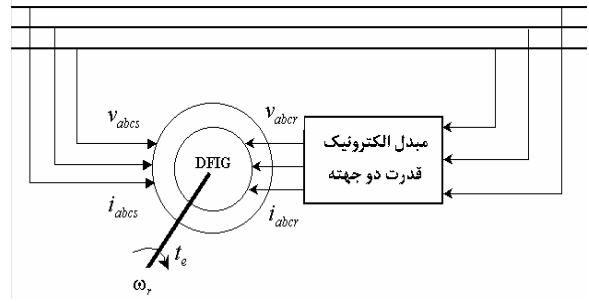 v_abcs
v_abcr
DFIG
مبدل الکترونیک
قدرت دو جهته
i_abcs
i_abcr
t_e
ω_r